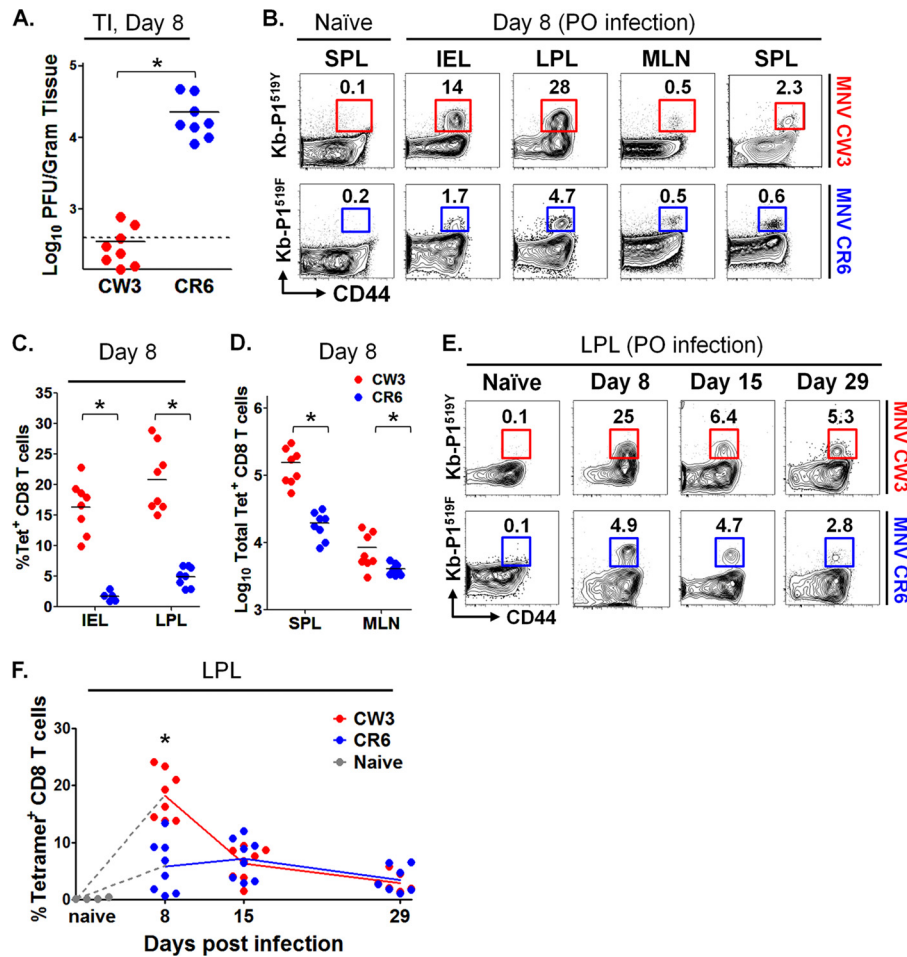 A.
TI, Day 8
*
Log10 PFU/Gram Tissue
5
4
3
CW3 CR6
B.
Naïve Day 8 (PO infection)
SPL IEL LPL MLN SPL
Kb-P1519Y
0.1 14 28 0.5 2.3
MNV CW3
Kb-P1519F
0.2 1.7 4.7 0.5 0.6
MNV CR6
CD44
C.
Day 8
%Tet+ CD8 T cells
35
30
25
20
15
10
5
0
* *
IEL LPL
D.
Day 8
CW3
CR6
Log10 Total Tet+ CD8 T cells
6
5
4
3
* *
SPL MLN
E.
LPL (PO infection)
Naïve Day 8 Day 15 Day 29
Kb-P1519Y
0.1 25 6.4 5.3
MNV CW3
Kb-P1519F
0.1 4.9 4.7 2.8
MNV CR6
CD44
F.
LPL
CW3
CR6
Naive
*
% Tetramer+ CD8 T cells
30
20
10
0
naive 8 15 29
Days post infection